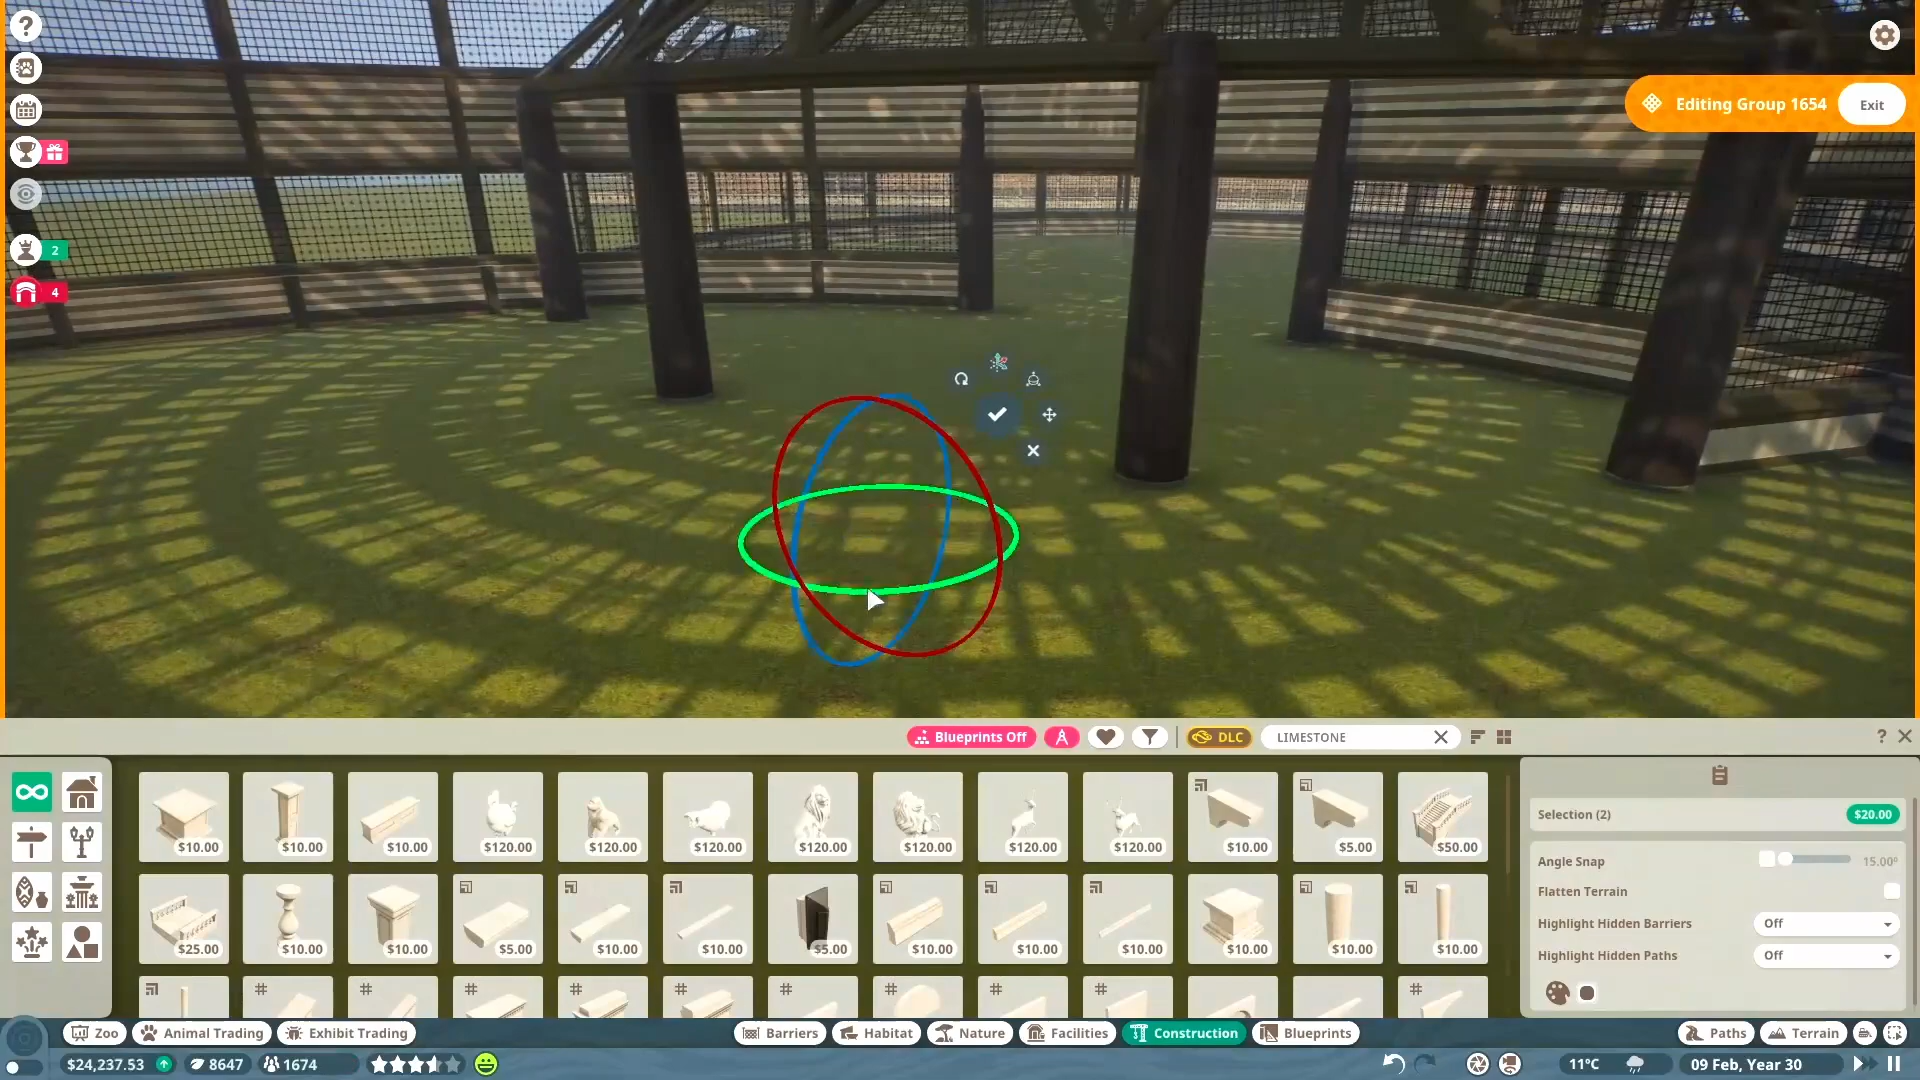 Editing Group 1654
Exit
2
4
Blueprints Off
DLC
LIMESTONE
?
$10.00 $10.00 $10.00 $120.00 $120.00 $120.00 $120.00 $120.00 $120.00 $120.00 $10.00 $5.00 $50.00
$25.00 $10.00 $10.00 $5.00 $10.00 $10.00 $5.00 $10.00 $10.00 $10.00 $10.00 $10.00 $10.00
Selection (2)
$20.00
Angle Snap
15.00°
Flatten Terrain
Highlight Hidden Barriers
Off
Highlight Hidden Paths
Off
Zoo
Animal Trading
Exhibit Trading
Barriers
Habitat
Nature
Facilities
Construction
Blueprints
Paths
Terrain
$24,237.53
8647
1674
11°C
09 Feb, Year 30